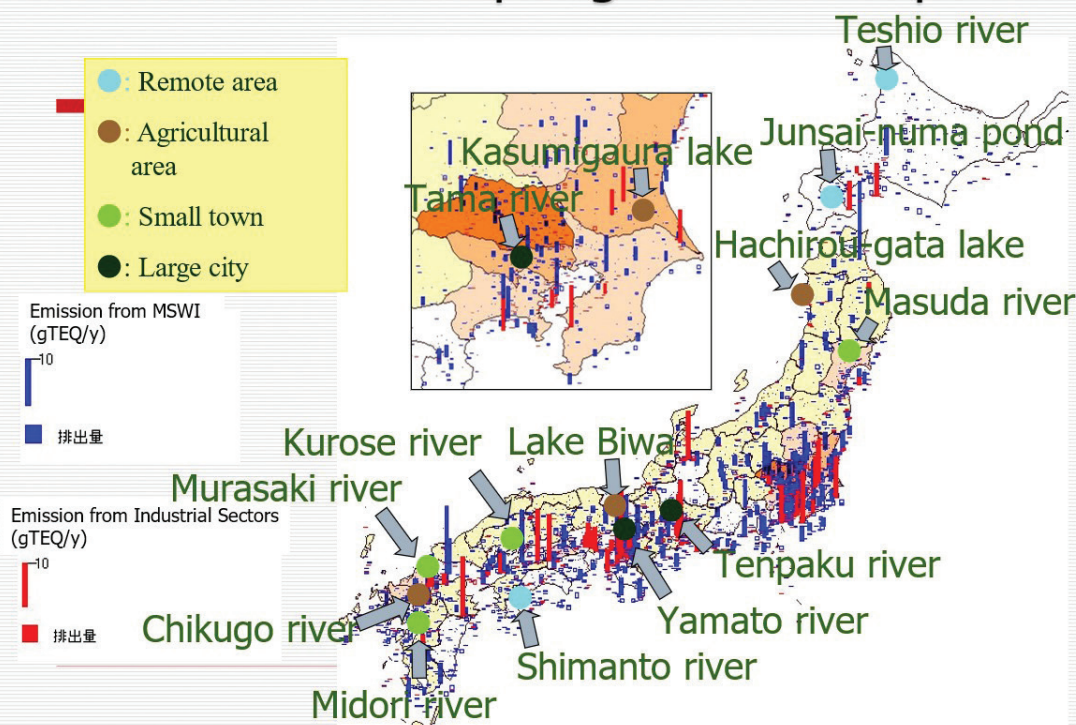 Teshio river
: Remote area
: Agricultural
area
: Small town
: Large city
Kasumigaura lake
Tama river
Junsai-numa pond
Hachirou-gata lake
Masuda river
Emission from MSWI
(gTEQ/y)
10
排出量
Kurose river
Lake Biwa
Murasaki river
Emission from Industrial Sectors
(gTEQ/y)
10
排出量
Tenpaku river
Chikugo river
Yamato river
Shimanto river
Midori river